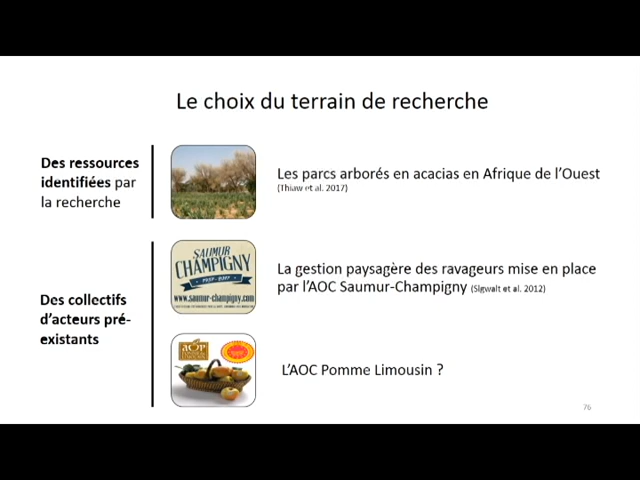 Le choix du terrain de recherche
Des ressources
identifiées par
la recherche
Les parcs arborés en acacias en Afrique de l'Ouest
(Thiaw et al. 2017)
Des collectifs
d'acteurs pré-
existants
SAUMUR
CHAMPIGNY
www.saumur-champigny.com
La gestion paysagère des ravageurs mise en place
par l'AOC Saumur-Champigny (Sigwalt et al. 2012)
AOP
L'AOC Pomme Limousin ?
76